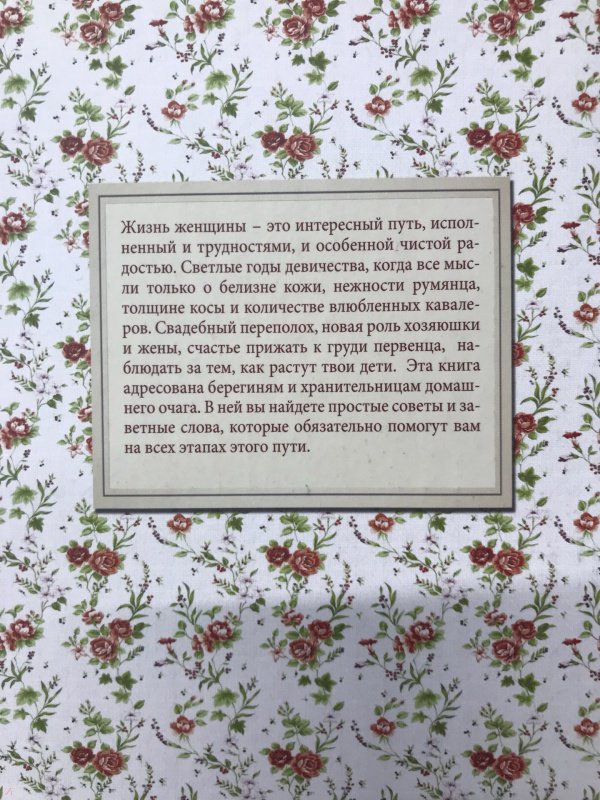 Жизнь женщины – это интересный путь, испол-
ненный и трудностями, и особенной чистой ра-
достью. Светлые годы девичества, когда все мыс-
ли только о белизне кожи, нежности румянца,
толщине косы и количестве влюбленных кавале-
ров. Свадебный переполох, новая роль хозяюшки
и жены, счастье прижать к груди первенца, на-
блюдать за тем, как растут твои дети. Эта книга
адресована берегиням и хранительницам домаш-
него очага. В ней вы найдете простые советы и за-
ветные слова, которые обязательно помогут вам
на всех этапах этого пути.